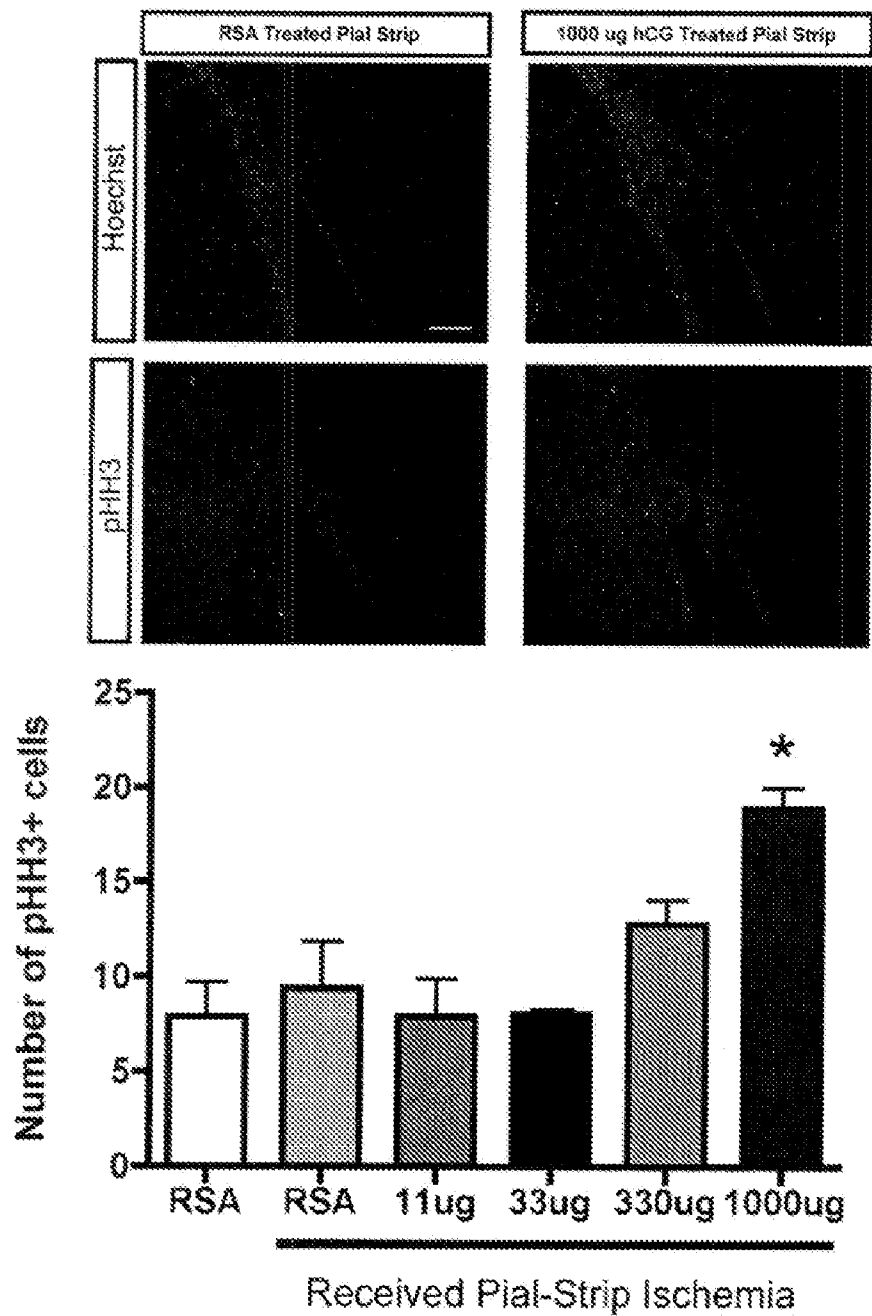 RSA Treated Pial Strip
1000 ug hCG Treated Pial Strip
Hoechst
pHH3
Number of pHH3+ cells
25
20
15
10
5
0
*
RSA
RSA
11ug
33ug
330ug
1000ug
Received Pial-Strip Ischemia